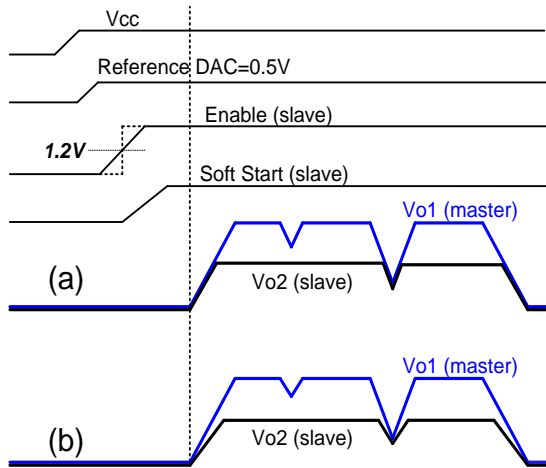 Vcc
Reference DAC=0.5V
Enable (slave)
1.2V
Soft Start (slave)
Vo1 (master)
(a)
Vo2 (slave)
Vo1 (master)
(b)
Vo2 (slave)